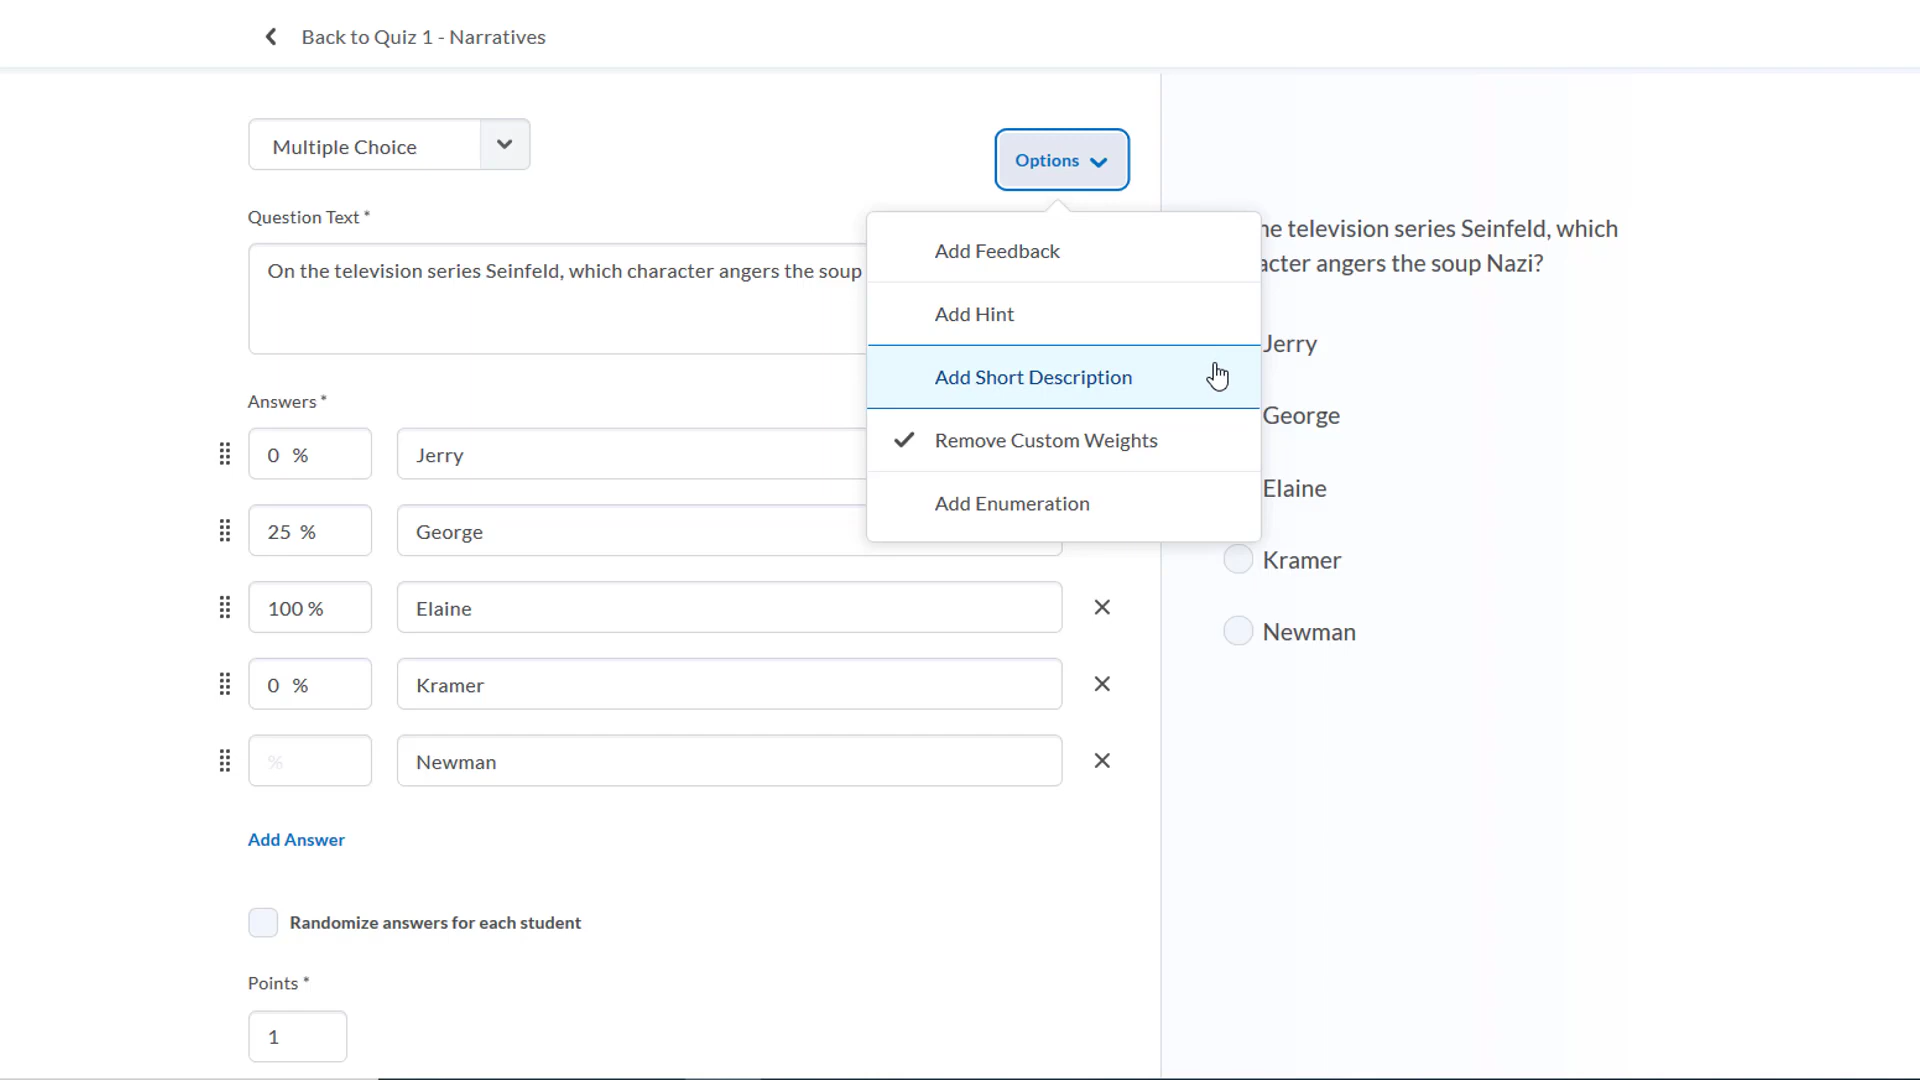 Back to Quiz 1 - Narratives
Multiple Choice
Options
Question Text *
On the television series Seinfeld, which character angers the soup
Add Feedback
Add Hint
Add Short Description
Remove Custom Weights
Add Enumeration
Answers *
0 %
Jerry
25 %
George
100 %
Elaine
0 %
Kramer
%
Newman
Add Answer
Randomize answers for each student
Points *
1
he television series Seinfeld, which
acter angers the soup Nazi?
Jerry
George
Elaine
Kramer
Newman